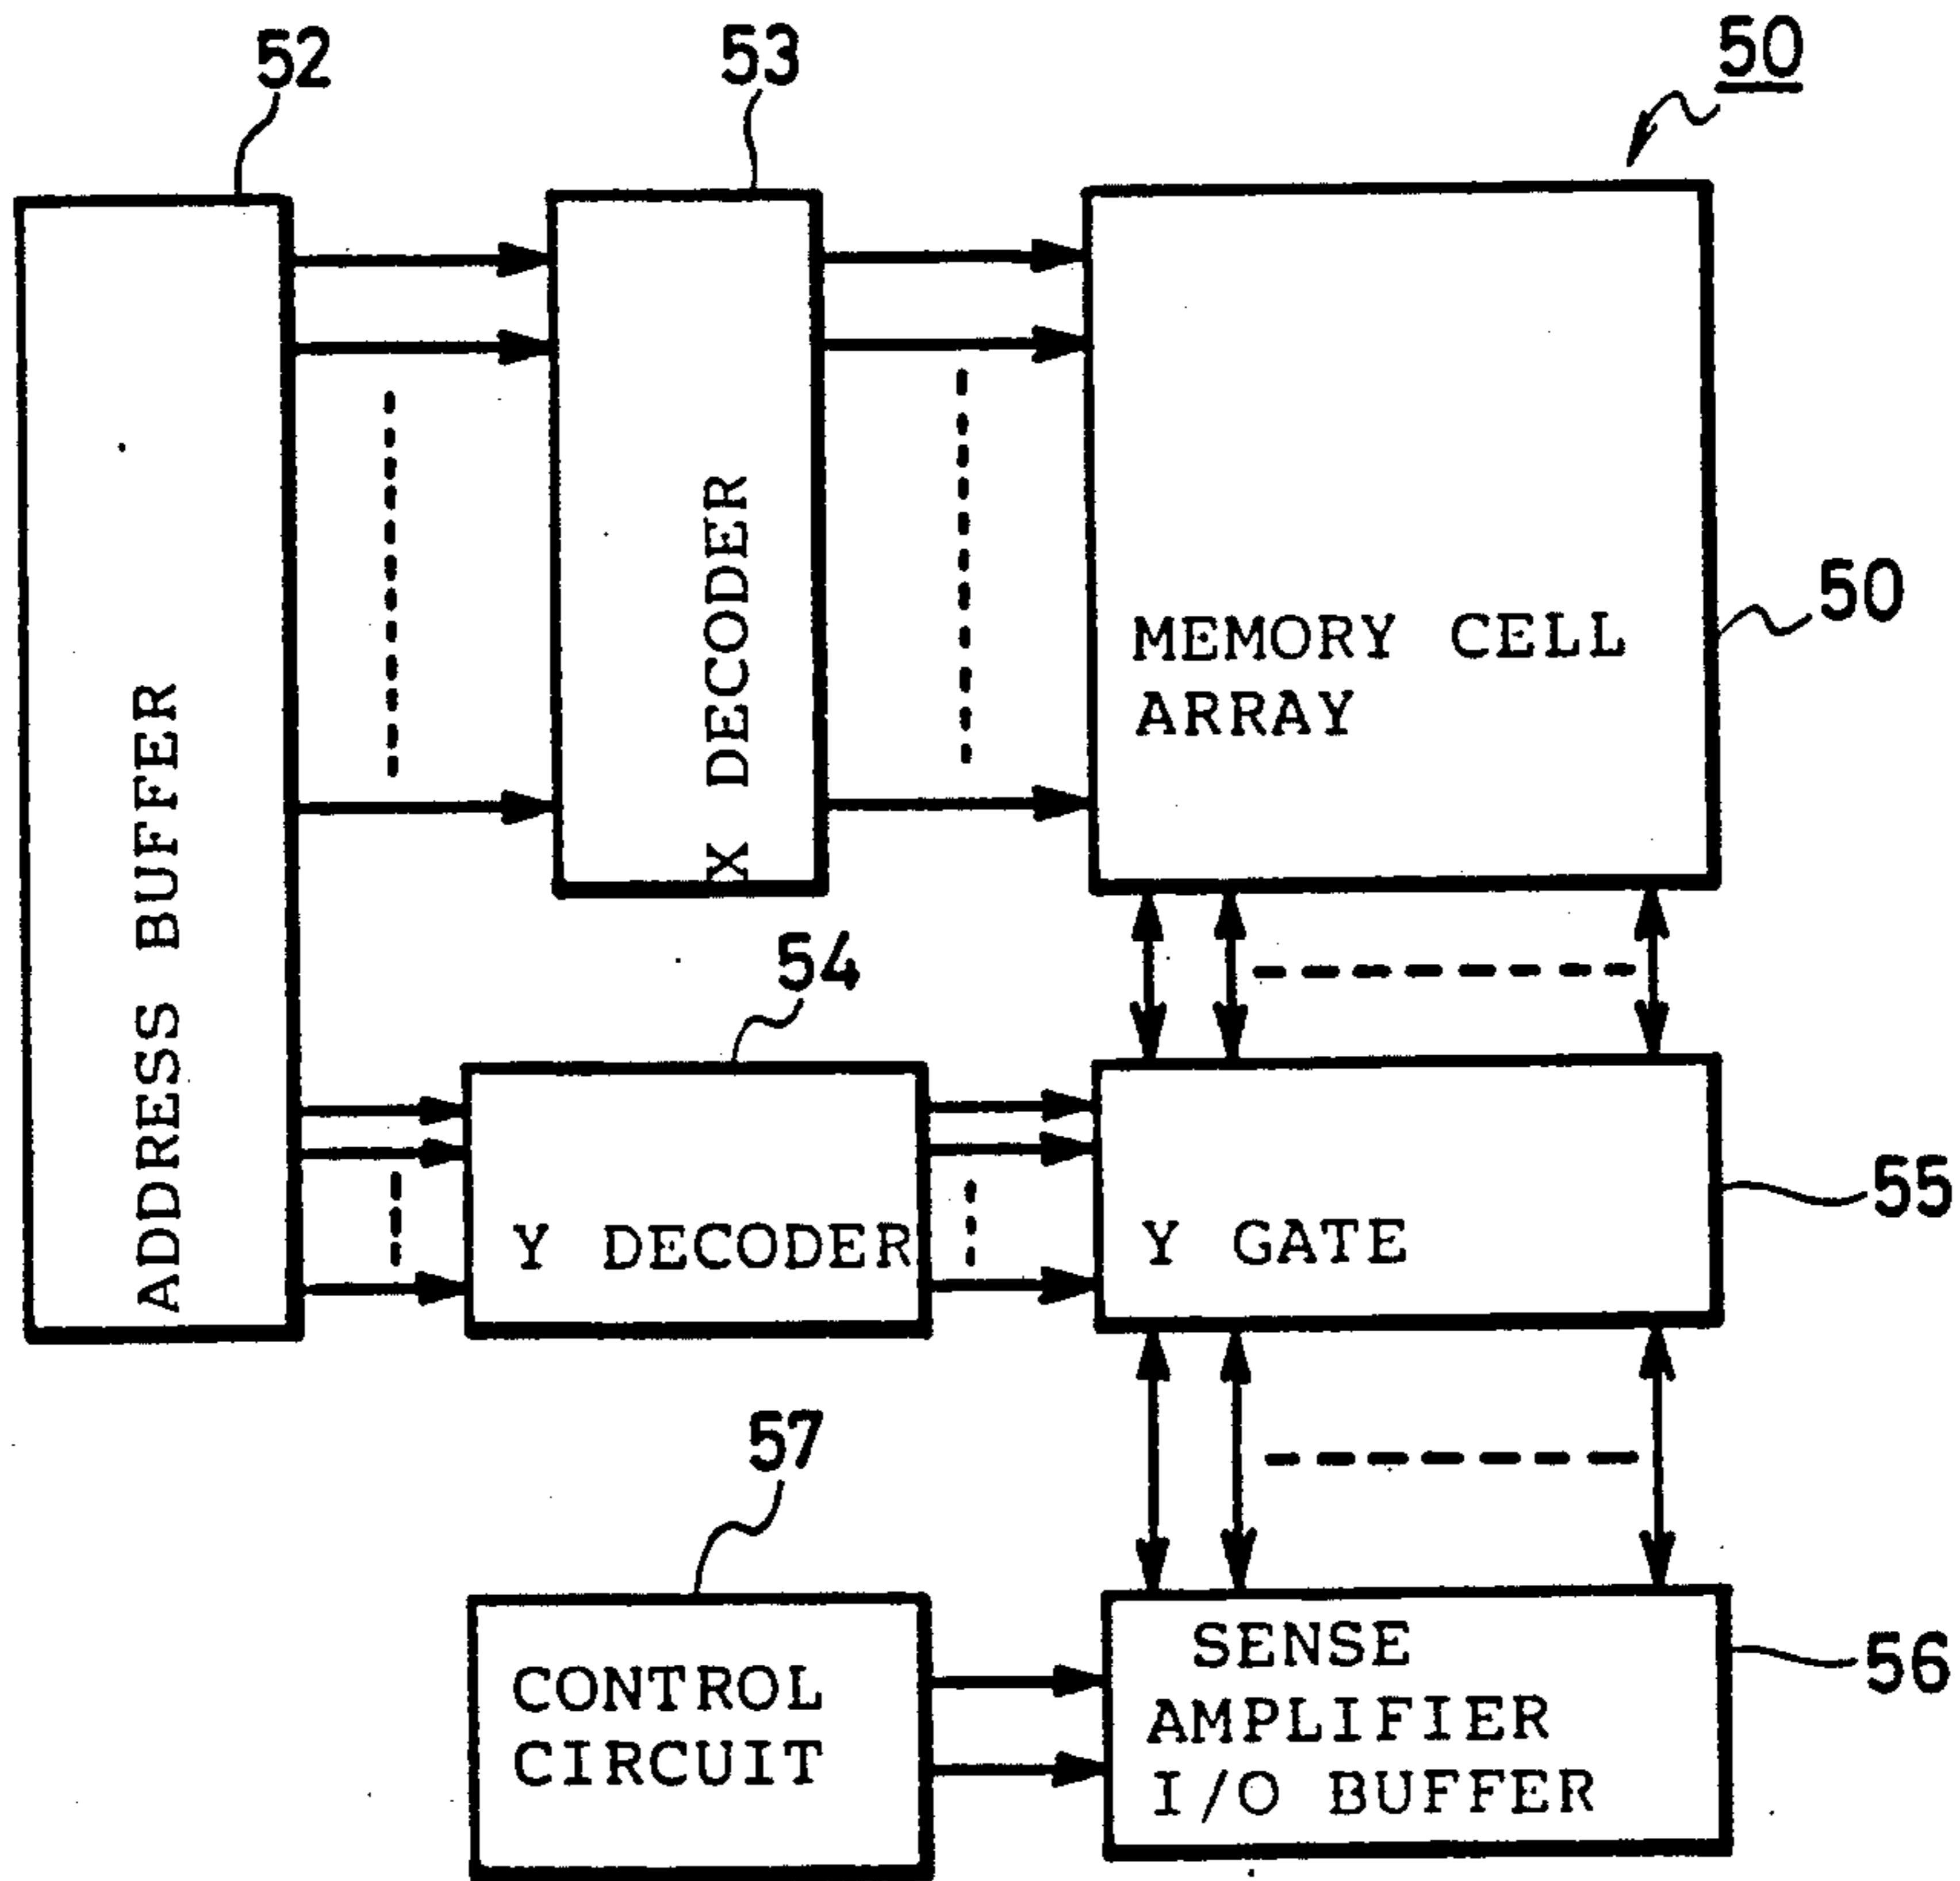 52
53
50
ADDRESS BUFFER
X DECODER
MEMORY CELL
ARRAY
50
54
Y DECODER
Y GATE
55
57
CONTROL
CIRCUIT
SENSE
AMPLIFIER
I/O BUFFER
56